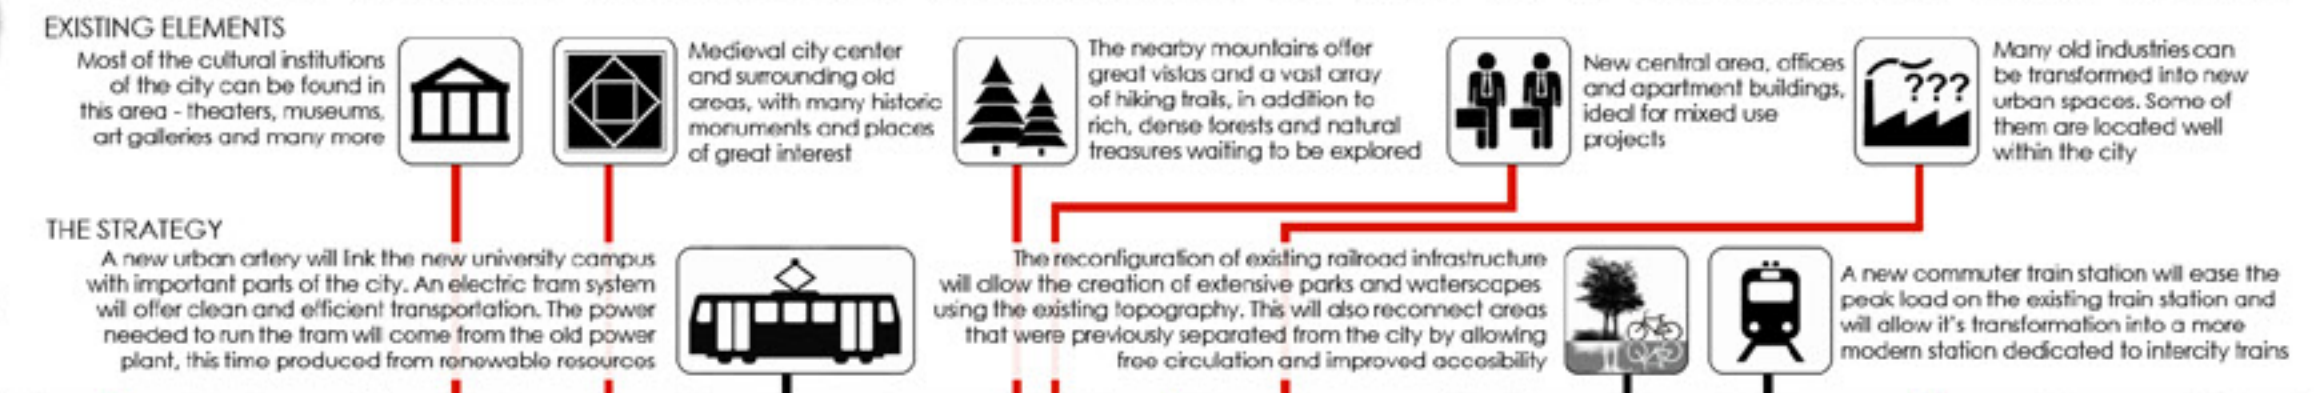 EXISTING ELEMENTS
Most of the cultural institutions
of the city can be found in
this area - theaters, museums,
art galleries and many more
Medieval city center
and surrounding old
areas, with many historic
monuments and places
of great interest
The nearby mountains offer
great vistas and a vast array
of hiking trails, in addition to
rich, dense forests and natural
treasures waiting to be explored
New central area, offices
and apartment buildings,
ideal for mixed use
projects
???
Many old industries can
be transformed into new
urban spaces. Some of
them are located well
within the city
THE STRATEGY
A new urban artery will link the new university campus
with important parts of the city. An electric tram system
will offer clean and efficient transportation. The power
needed to run the tram will come from the old power
plant, this time produced from renewable resources
The reconfiguration of existing railroad infrastructure
will allow the creation of extensive parks and waterscapes
using the existing topography. This will also reconnect areas
that were previously separated from the city by allowing
free circulation and improved accesibility
A new commuter train station will ease the
peak load on the existing train station and
will allow it's transformation into a more
modern station dedicated to intercity trains